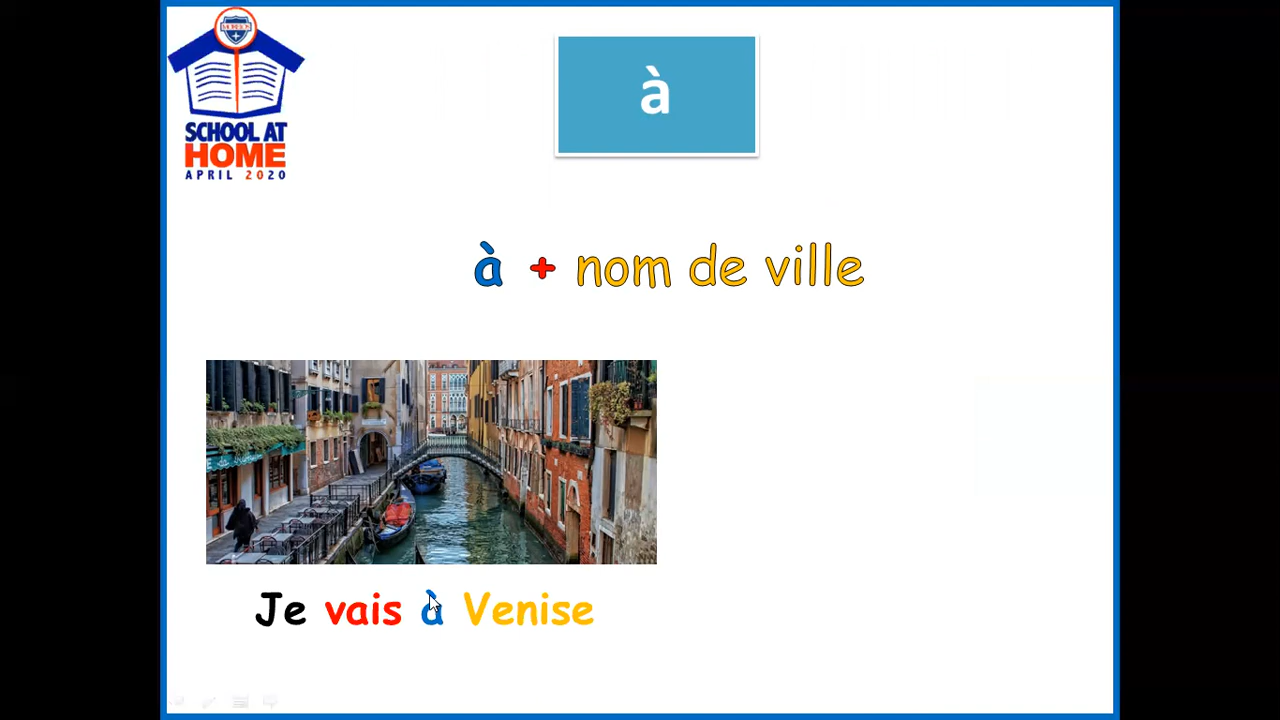 SCHOOL AT
HOME
APRIL 2020
à
à + nom de ville
Je vais à Venise